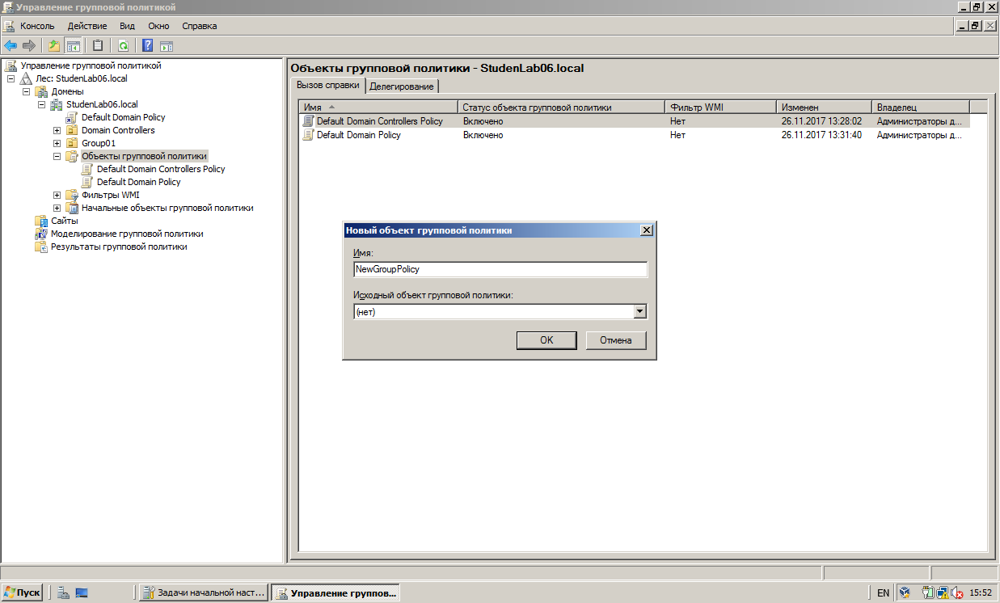 Управление групповой политикой
Консоль Действие Вид Окно Справка
Управление групповой политикой
Лес: StudenLab06.local
Домены
StudenLab06.local
Default Domain Policy
Domain Controllers
Group01
Объекты групповой политики
Default Domain Controllers Policy
Default Domain Policy
Фильтры WMI
Начальные объекты групповой политики
Сайты
Моделирование групповой политики
Результаты групповой политики
Объекты групповой политики - StudenLab06.local
Вызов справки Делегирование
Имя Статус объекта групповой политики Фильтр WMI Изменен Владелец
Default Domain Controllers Policy Включено Нет 26.11.2017 13:28:02 Администраторы д...
Default Domain Policy Включено Нет 26.11.2017 13:31:40 Администраторы д...
Новый объект групповой политики
Имя:
NewGroupPolicy
Исходный объект групповой политики:
(нет)
OK Отмена
Пуск Задачи начальной наст... Управление группов... EN 15:52